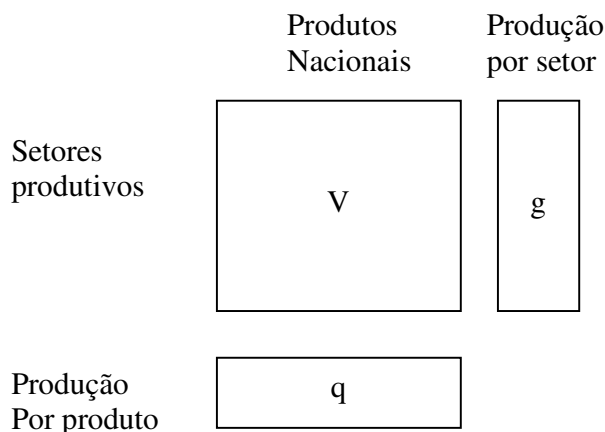 Produtos
Nacionais
Produção
por setor
Setores
produtivos
V
g
Produção
Por produto
q